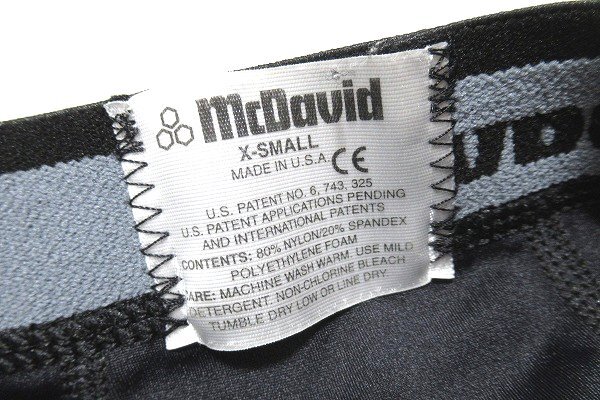 McDavid
X-SMALL
MADE IN U.S.A. CE
U.S. PATENT NO. 6, 743, 325
U.S. PATENT APPLICATIONS PENDING
AND INTERNATIONAL PATENTS
CONTENTS: 80% NYLON/20% SPANDEX
POLYETHYLENE FOAM
CARE: MACHINE WASH WARM. USE MILD
DETERGENT. NON-CHLORINE BLEACH
TUMBLE DRY LOW OR LINE DRY.